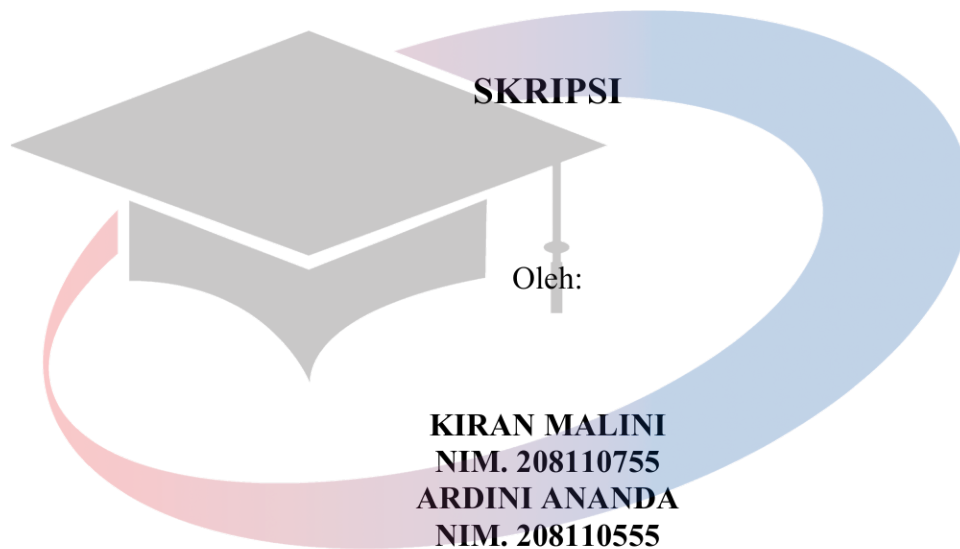 SKRIPSI
Oleh:
KIRAN MALINI
NIM. 208110755
ARDINI ANANDA
NIM. 208110555